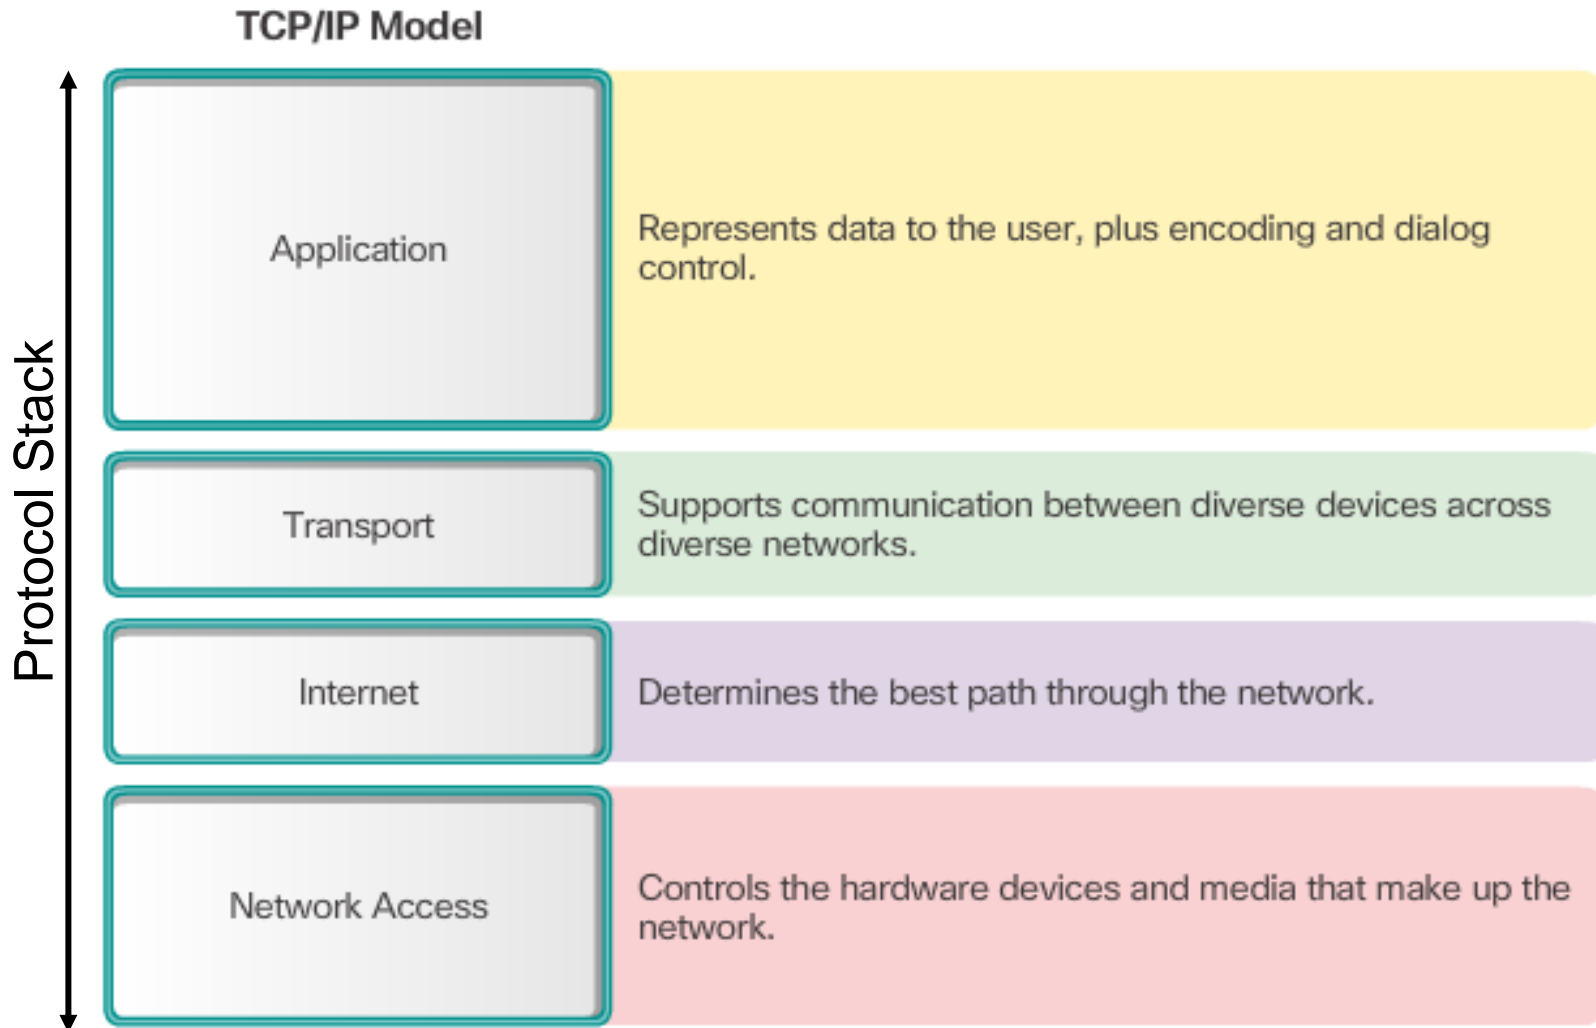 TCP/IP Model
Protocol Stack
Application
Represents data to the user, plus encoding and dialog
control.
Transport
Supports communication between diverse devices across
diverse networks.
Internet
Determines the best path through the network.
Network Access
Controls the hardware devices and media that make up the
network.